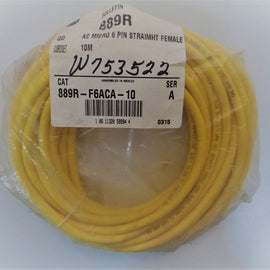 BULLETIN
889R
AC MICRO 6 PIN STRAIGHT FEMALE
CORDSET 10M
W753522
CAT SER
ASSEMBLED IN MEXICO
889R-F6ACA-10 A
0315